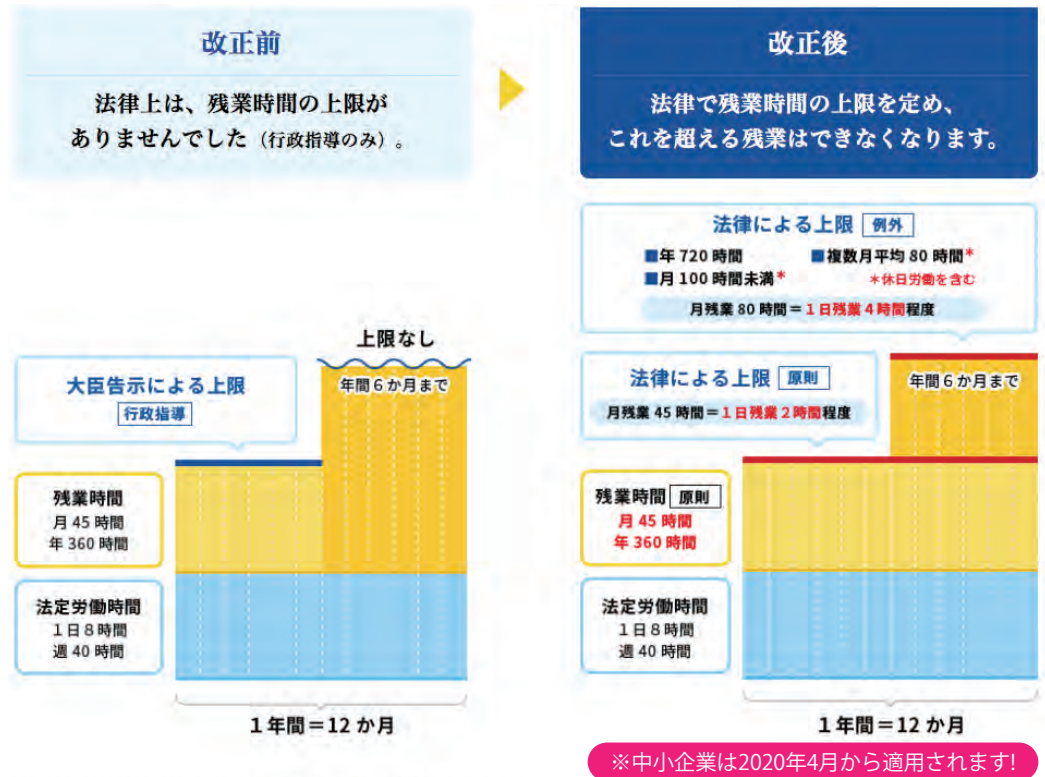 改正前
法律上は、残業時間の上限が
ありませんでした（行政指導のみ）。
上限なし
年間６か月まで
大臣告示による上限
行政指導
残業時間
月 45 時間
年 360 時間
法定労働時間
１日８時間
週 40 時間
１年間＝12 か月
改正後
法律で残業時間の上限を定め、
これを超える残業はできなくなります。
法律による上限 例外
■年 720 時間 ■複数月平均 80 時間*
■月 100 時間未満* *休日労働を含む
月残業 80 時間＝１日残業４時間程度
法律による上限 原則
月残業 45 時間＝１日残業２時間程度
年間６か月まで
残業時間 原則
月 45 時間
年 360 時間
法定労働時間
１日８時間
週 40 時間
１年間＝12 か月
※中小企業は2020年4月から適用されます!